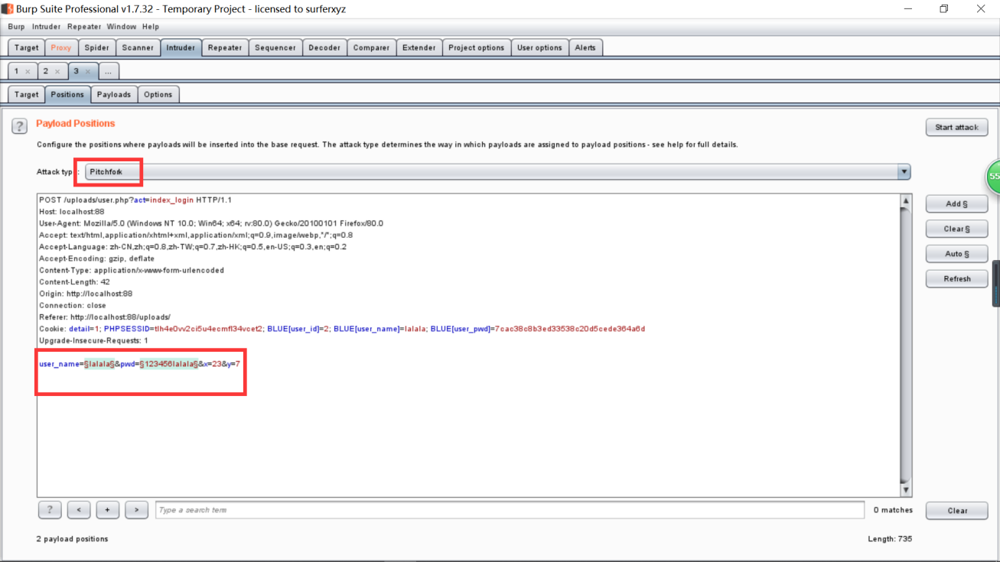 Burp Suite Professional v1.7.32 - Temporary Project - licensed to surferxyz
Burp Intruder Repeater Window Help
Target Proxy Spider Scanner Intruder Repeater Sequencer Decoder Comparer Extender Project options User options Alerts
1 × 2 × 3 × ...
Target Positions Payloads Options
? Payload Positions
Start attack
Configure the positions where payloads will be inserted into the base request. The attack type determines the way in which payloads are assigned to payload positions - see help for full details.
Attack type: Pitchfork
55
POST /uploads/user.php?act=index_login HTTP/1.1
Host: localhost:88
User-Agent: Mozilla/5.0 (Windows NT 10.0; Win64; x64; rv:80.0) Gecko/20100101 Firefox/80.0
Accept: text/html,application/xhtml+xml,application/xml;q=0.9,image/webp,*/*;q=0.8
Accept-Language: zh-CN,zh;q=0.8,zh-TW;q=0.7,zh-HK;q=0.5,en-US;q=0.3,en;q=0.2
Accept-Encoding: gzip, deflate
Content-Type: application/x-www-form-urlencoded
Content-Length: 42
Origin: http://localhost:88
Connection: close
Referer: http://localhost:88/uploads/
Cookie: detail=1; PHPSESSID=tlh4e0vv2ci5u4ecmfl34vcet2; BLUE[user_id]=2; BLUE[user_name]=lalala; BLUE[user_pwd]=7cac38c8b3ed33538c20d5cede364a6d
Upgrade-Insecure-Requests: 1
user_name=§lalala§&pwd=§123456lalala§&x=23&y=7
Add §
Clear §
Auto §
Refresh
? < + > Type a search term 0 matches Clear
2 payload positions Length: 735